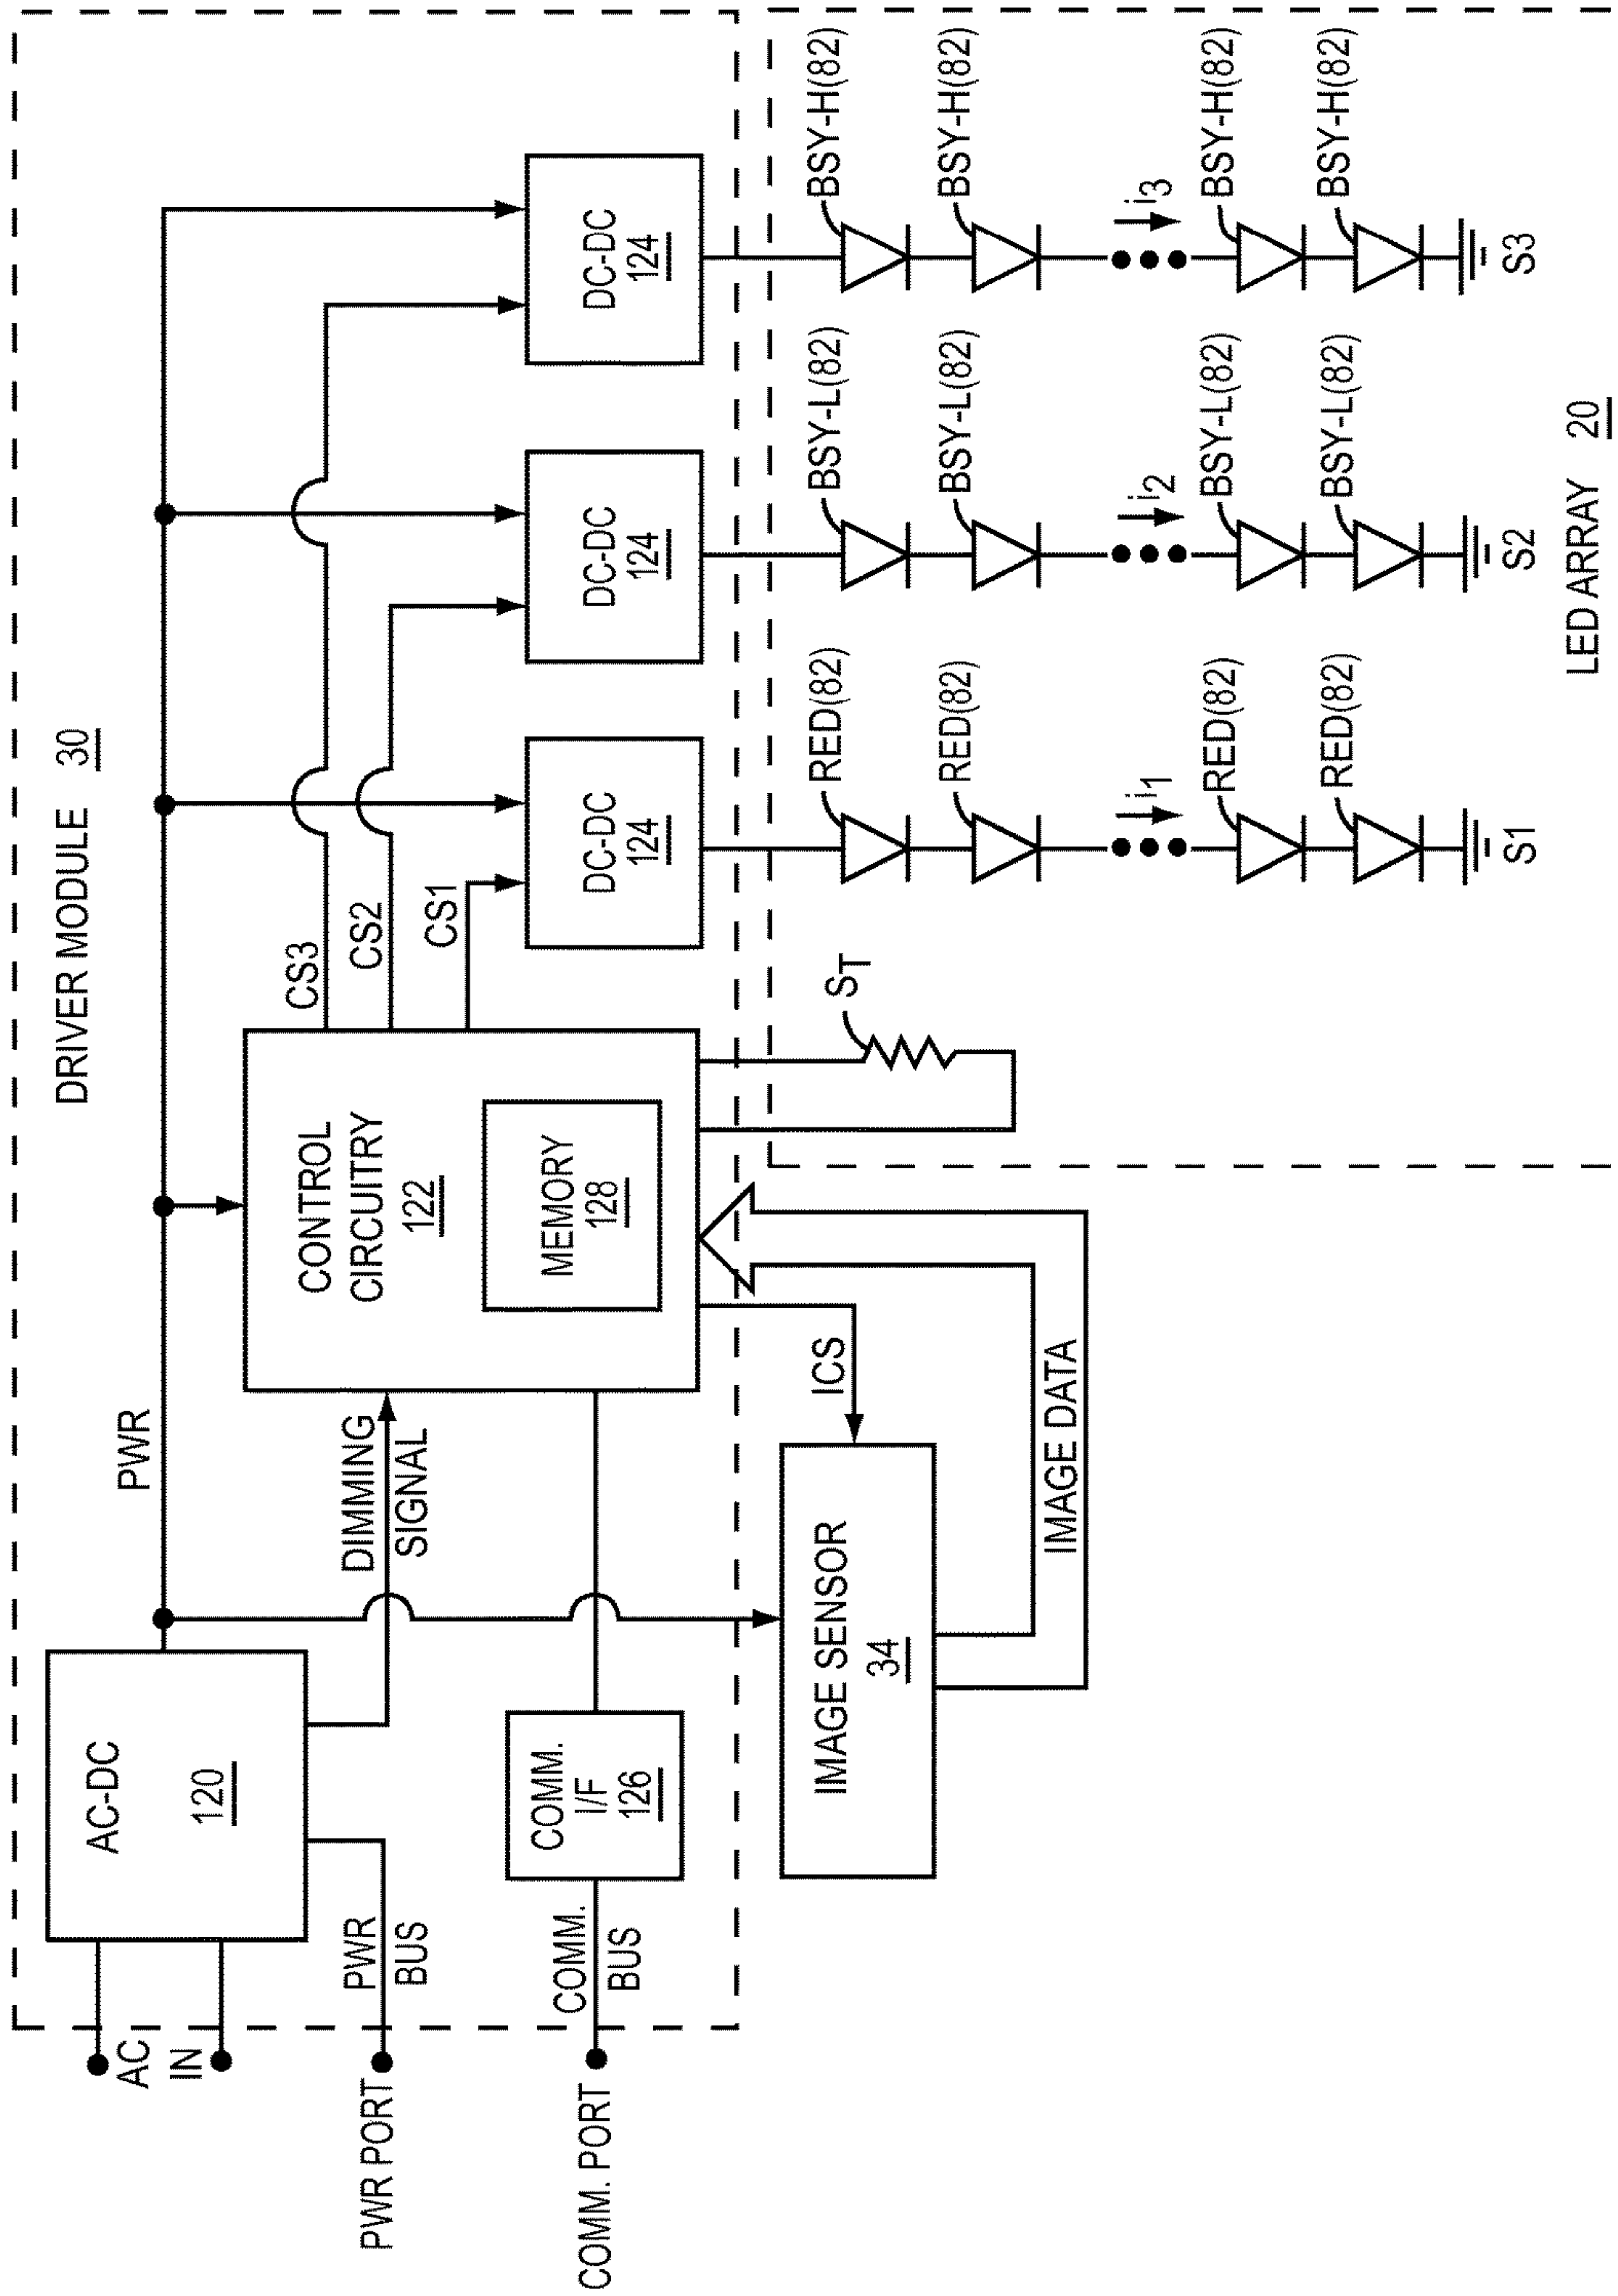 DRIVER MODULE 30
AC-DC
120
AC
IN
PWR
PWR PORT
PWR
BUS
DIMMING
SIGNAL
COMM. PORT
COMM.
BUS
COMM.
I/F
126
CONTROL
CIRCUITRY
122
MEMORY
128
CS3
CS2
CS1
DC-DC
124
DC-DC
124
DC-DC
124
IMAGE SENSOR
34
ICS
IMAGE DATA
ST
RED(82)
RED(82)
i1
RED(82)
RED(82)
S1
BSY-L(82)
BSY-L(82)
i2
BSY-L(82)
BSY-L(82)
S2
BSY-H(82)
BSY-H(82)
i3
BSY-H(82)
BSY-H(82)
S3
LED ARRAY 20